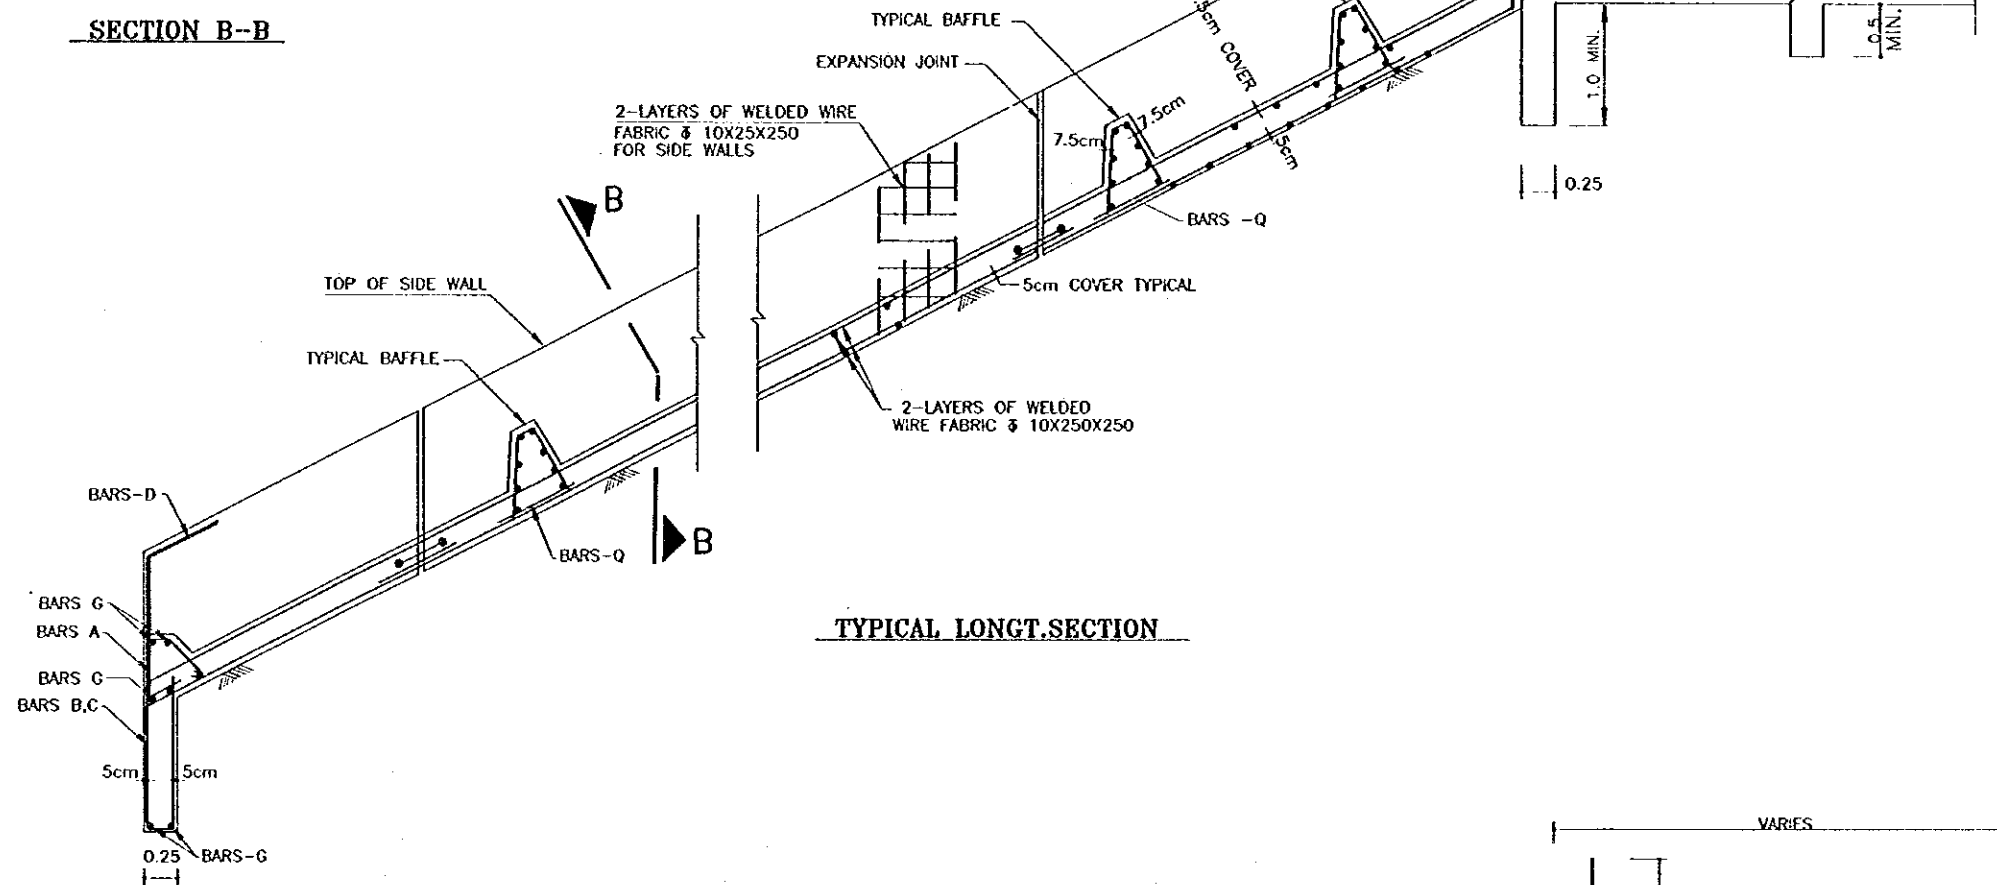 SECTION B--B
TYPICAL BAFFLE
EXPANSION JOINT
2-LAYERS OF WELDED WIRE
FABRIC ф 10X25X250
FOR SIDE WALLS
5cm COVER
7.5cm
7.5cm
5cm
1.0 MIN.
0.5
MIN.
0.25
B
BARS -Q
TOP OF SIDE WALL
5cm COVER TYPICAL
TYPICAL BAFFLE
2-LAYERS OF WELDED
WIRE FABRIC ф 10X250X250
BARS-D
B
BARS-Q
BARS G
BARS A
BARS G
BARS B,C
TYPICAL LONGT.SECTION
5cm
5cm
0.25
BARS-G
VARIES